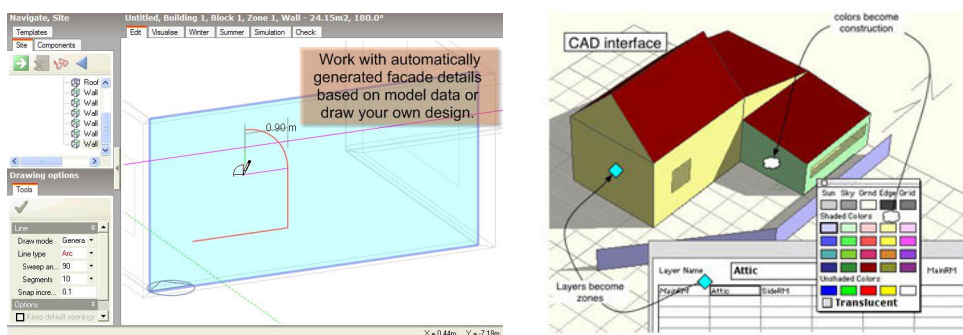 Navigate, Site
Untitled, Building 1, Block 1, Zone 1, Wall - 24.15m2, 180.0°
Templates
Edit Visualise Winter Summer Simulation Check
Site Components
Roof
Wall
Wall
Wall
Wall
Wall
Wall
Work with automatically
generated facade details
based on model data or
draw your own design.
0.90 m
Drawing options
Tools
Line
Draw mode Genera
Line type Arc
Sweep an... 90
Segments 10
Snap incre... 0.1
Options
Keep default openings
X = 0.44m Y = -7.18m
colors become
construction
CAD interface
Sun Sky Grnd Edge Grid
Shaded Colors
Unshaded Colors
Translucent
Layer Name Attic MainRM
MainRM Attic SideRM
Layers become
zones